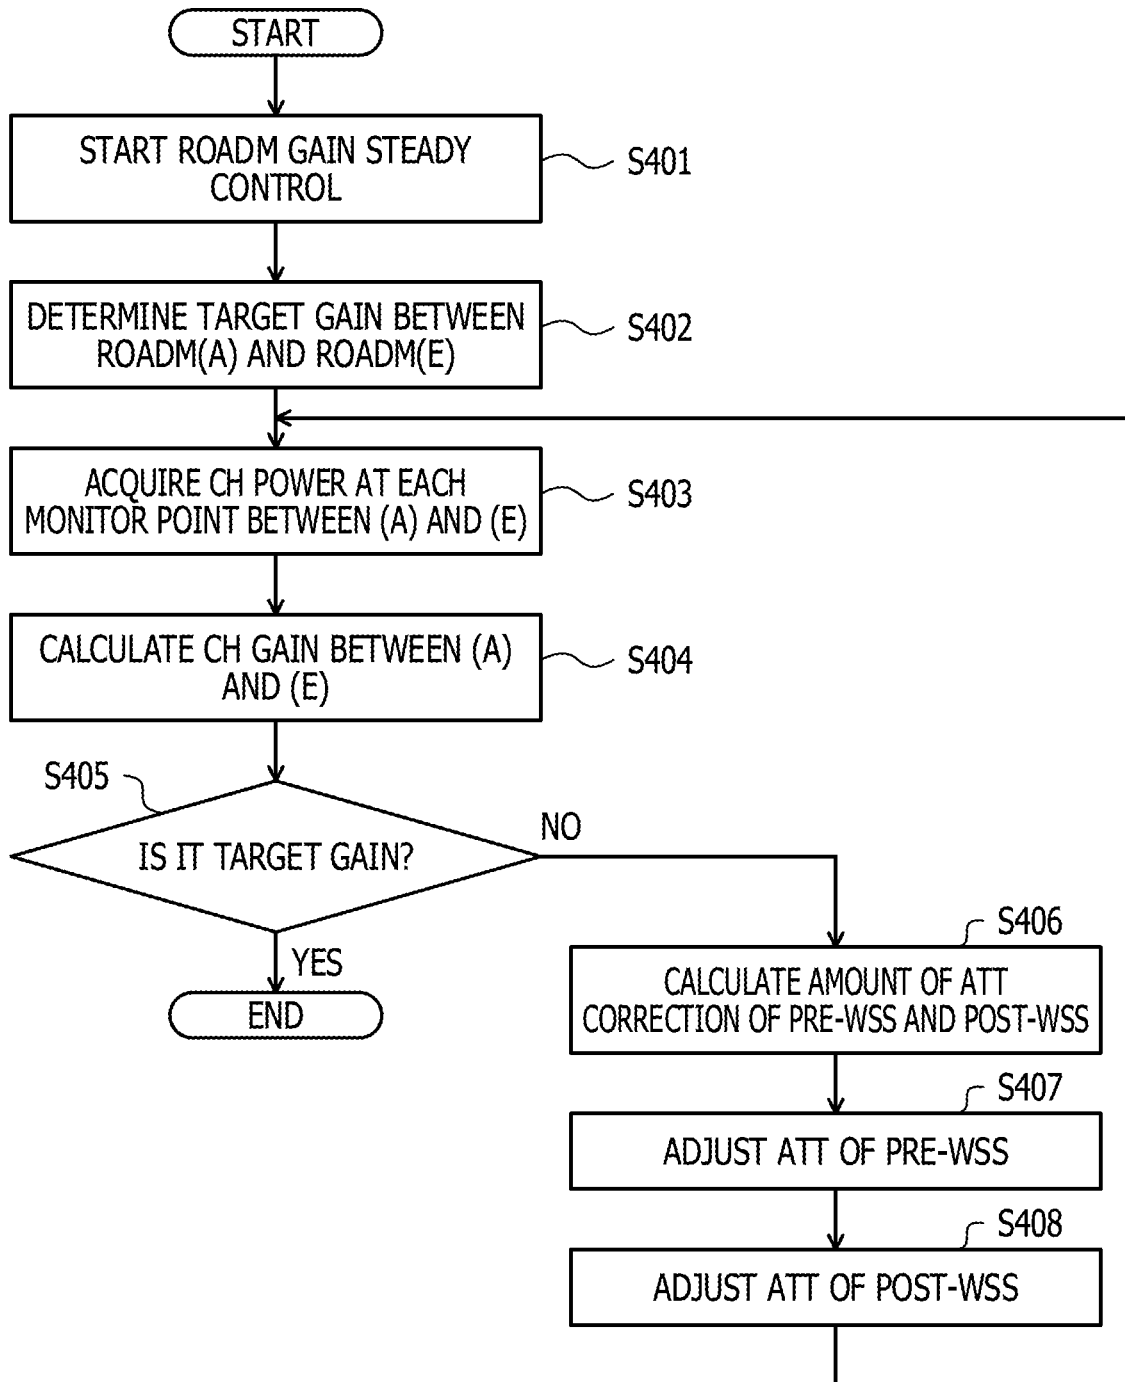 START
START ROADM GAIN STEADY
CONTROL
S401
DETERMINE TARGET GAIN BETWEEN
ROADM(A) AND ROADM(E)
S402
ACQUIRE CH POWER AT EACH
MONITOR POINT BETWEEN (A) AND (E)
S403
CALCULATE CH GAIN BETWEEN (A)
AND (E)
S404
S405
IS IT TARGET GAIN?
NO
YES
END
S406
CALCULATE AMOUNT OF ATT
CORRECTION OF PRE-WSS AND POST-WSS
S407
ADJUST ATT OF PRE-WSS
S408
ADJUST ATT OF POST-WSS